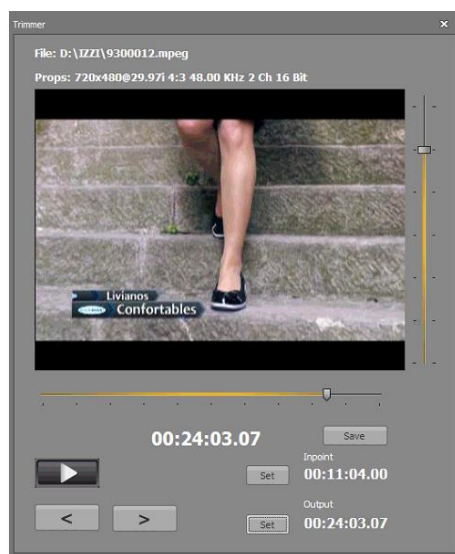 Trimmer
File: D:\IZZI\9300012.mpeg
Props: 720x480@29.97i 4:3 48.00 KHz 2 Ch 16 Bit
Livianos
Confortables
00:24:03.07
Save
Inpoint
Set
00:11:04.00
<
>
Output
Set
00:24:03.07